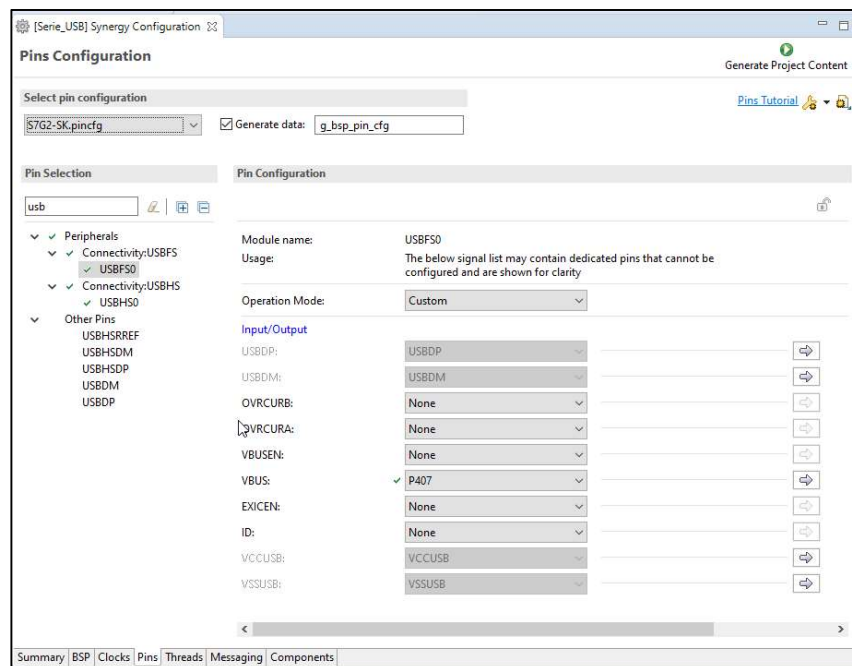 [Serie_USB] Synergy Configuration
Pins Configuration
Generate Project Content
Select pin configuration
Pins Tutorial
S7G2-SK.pincfg
Generate data:
g_bsp_pin_cfg
Pin Selection
Pin Configuration
usb
Peripherals
Connectivity:USBFS
USBFS0
Connectivity:USBHS
USBHS0
Other Pins
USBHSRREF
USBHSDM
USBHSDP
USBDM
USBDP
Module name: USBFS0
Usage: The below signal list may contain dedicated pins that cannot be
configured and are shown for clarity
Operation Mode: Custom
Input/Output
USBDP: USBDP
USBDM: USBDM
OVRCURB: None
OVRCURA: None
VBUSEN: None
VBUS: P407
EXICEN: None
ID: None
VCCUSB: VCCUSB
VSSUSB: VSSUSB
Summary BSP Clocks Pins Threads Messaging Components